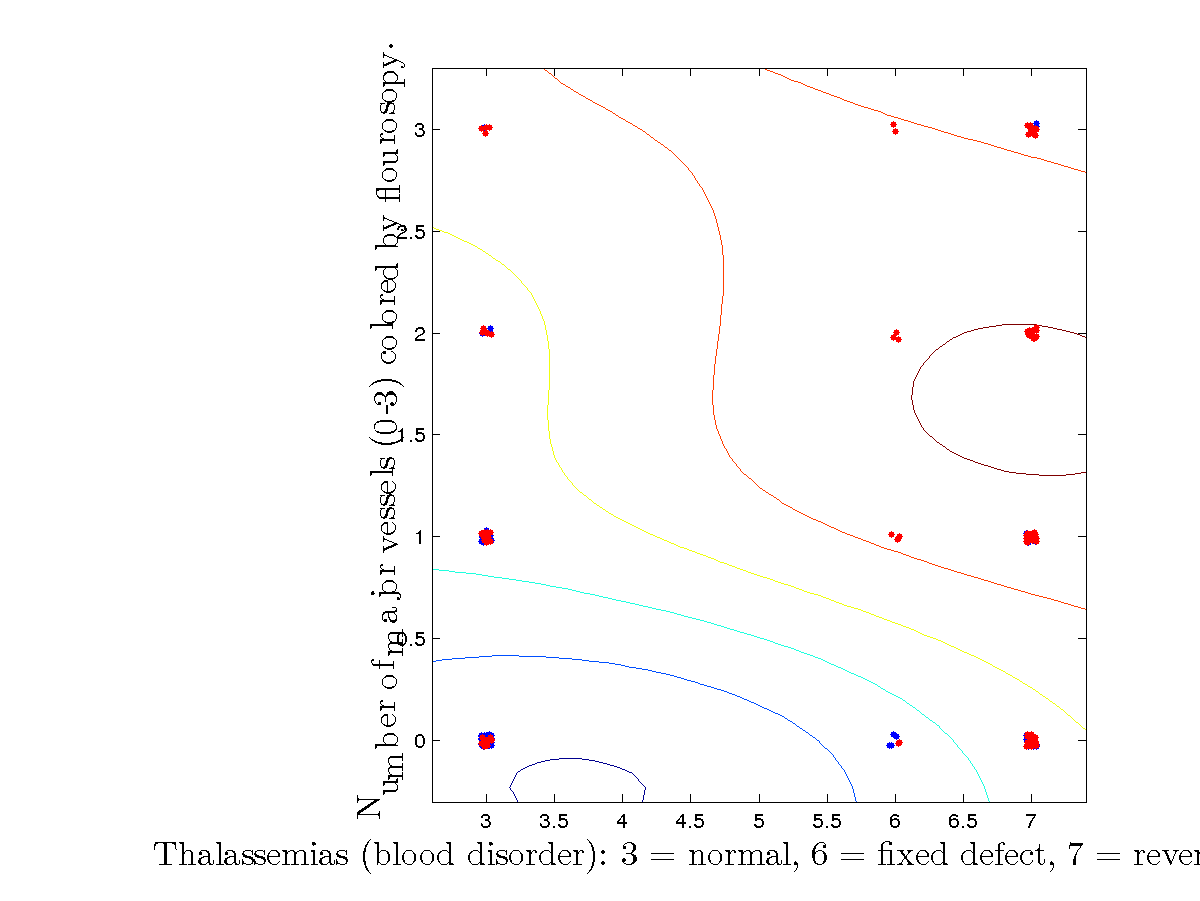 Number of major vessels (0-3) colored by flourosopy.
3
2.5
2
1.5
1
0.5
0
3 3.5 4 4.5 5 5.5 6 6.5 7
Thalassemias (blood disorder): 3 = normal, 6 = fixed defect, 7 = rever